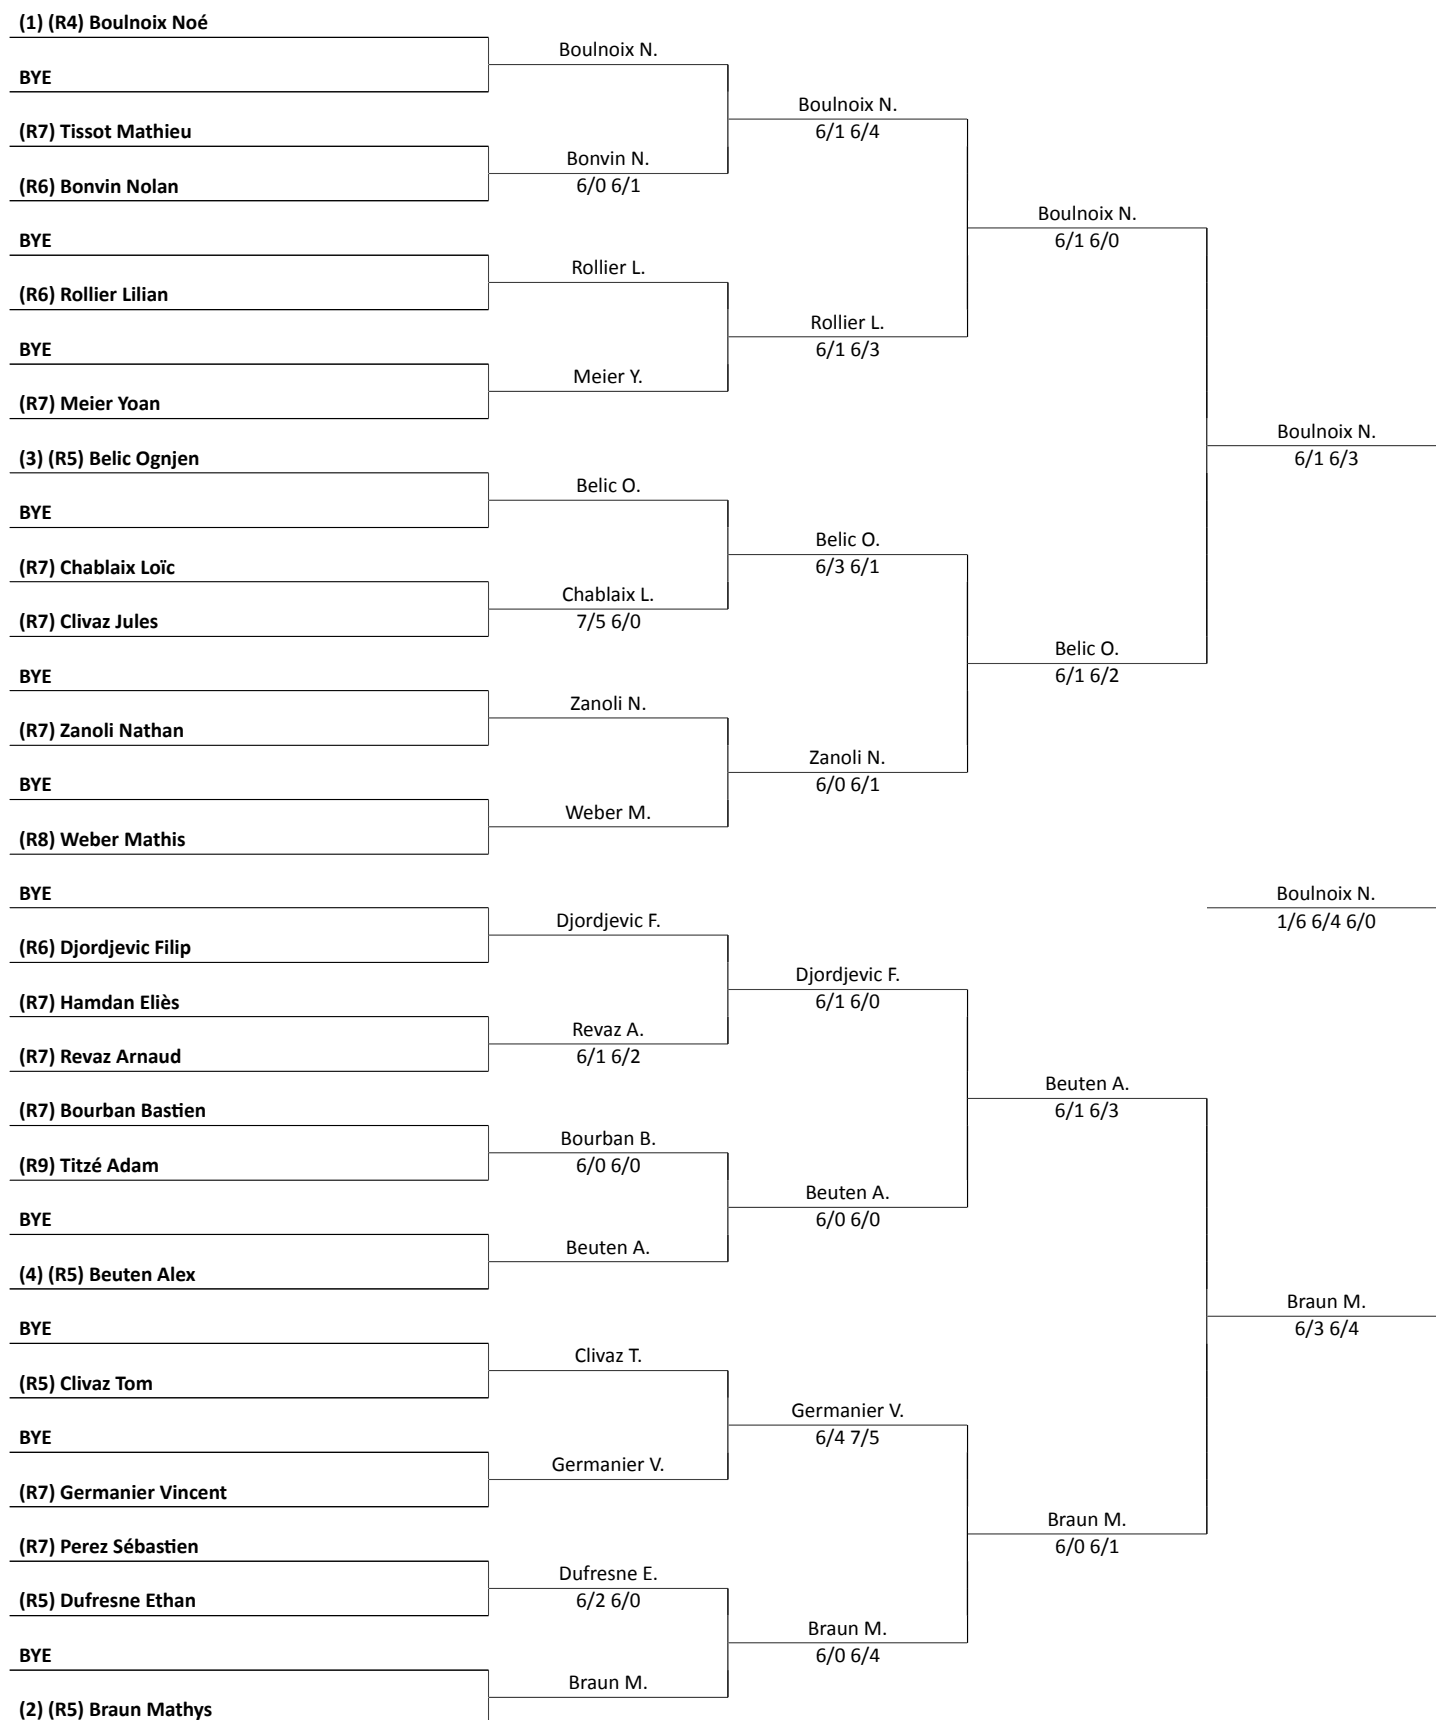 (1) (R4) Boulnoix Noé
BYE
(R7) Tissot Mathieu
(R6) Bonvin Nolan
BYE
(R6) Rollier Lilian
BYE
(R7) Meier Yoan
(3) (R5) Belic Ognjen
BYE
(R7) Chablaix Loïc
(R7) Clivaz Jules
BYE
(R7) Zanoli Nathan
BYE
(R8) Weber Mathis
BYE
(R6) Djordjevic Filip
(R7) Hamdan Eliès
(R7) Revaz Arnaud
(R7) Bourban Bastien
(R9) Titzé Adam
BYE
(4) (R5) Beuten Alex
BYE
(R5) Clivaz Tom
BYE
(R7) Germanier Vincent
(R7) Perez Sébastien
(R5) Dufresne Ethan
BYE
(2) (R5) Braun Mathys
Boulnoix N.
Bonvin N.
6/0 6/1
Rollier L.
Meier Y.
Belic O.
Chablaix L.
7/5 6/0
Zanoli N.
Weber M.
Djordjevic F.
Revaz A.
6/1 6/2
Bourban B.
6/0 6/0
Beuten A.
Clivaz T.
Germanier V.
Dufresne E.
6/2 6/0
Braun M.
Boulnoix N.
6/1 6/4
Rollier L.
6/1 6/3
Belic O.
6/3 6/1
Zanoli N.
6/0 6/1
Djordjevic F.
6/1 6/0
Beuten A.
6/0 6/0
Germanier V.
6/4 7/5
Braun M.
6/0 6/4
Boulnoix N.
6/1 6/0
Belic O.
6/1 6/2
Beuten A.
6/1 6/3
Braun M.
6/0 6/1
Boulnoix N.
6/1 6/3
Boulnoix N.
1/6 6/4 6/0
Braun M.
6/3 6/4